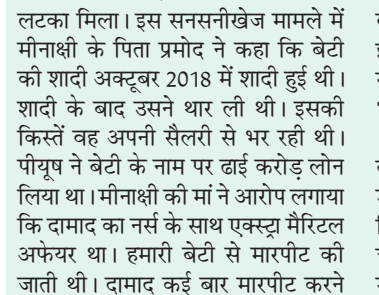 लटका मिला। इस सनसनीखेज मामले में
मीनाक्षी के पिता प्रमोद ने कहा कि बेटी
की शादी अक्टूबर 2018 में शादी हुई थी।
शादी के बाद उसने थार ली थी। इसकी
किस्तें वह अपनी सैलरी से भर रही थी।
पीयूष ने बेटी के नाम पर ढाई करोड़ लोन
लिया था। मीनाक्षी की मां ने आरोप लगाया
कि दामाद का नर्स के साथ एक्स्ट्रा मैरिटल
अफेयर था। हमारी बेटी से मारपीट की
जाती थी। दामाद कई बार मारपीट करने